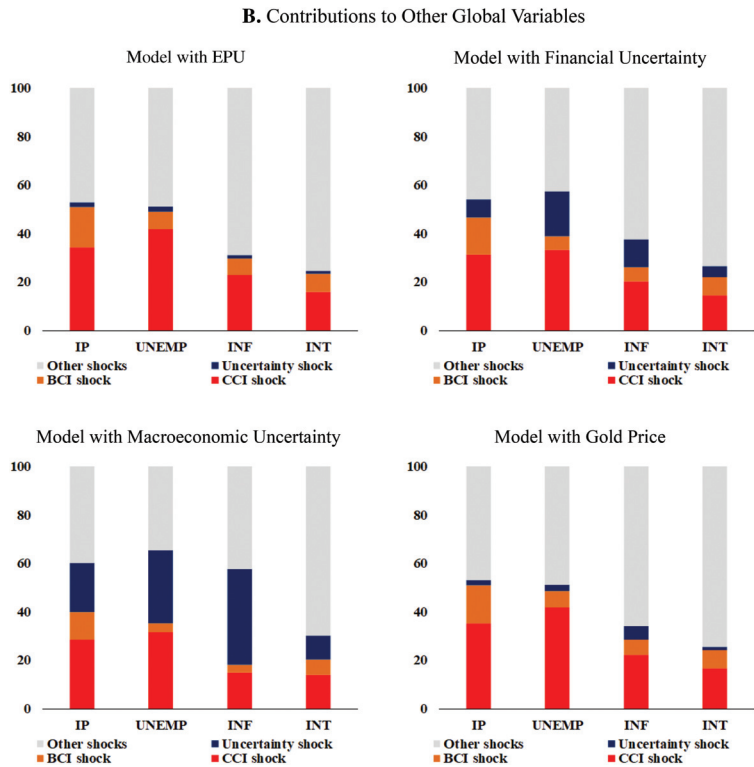 B. Contributions to Other Global Variables
Model with EPU
100
80
60
40
20
0
IP UNEMP INF INT
Other shocks Uncertainty shock
BCI shock CCI shock
Model with Financial Uncertainty
100
80
60
40
20
0
IP UNEMP INF INT
Other shocks Uncertainty shock
BCI shock CCI shock
Model with Macroeconomic Uncertainty
100
80
60
40
20
0
IP UNEMP INF INT
Other shocks Uncertainty shock
BCI shock CCI shock
Model with Gold Price
100
80
60
40
20
0
IP UNEMP INF INT
Other shocks Uncertainty shock
BCI shock CCI shock